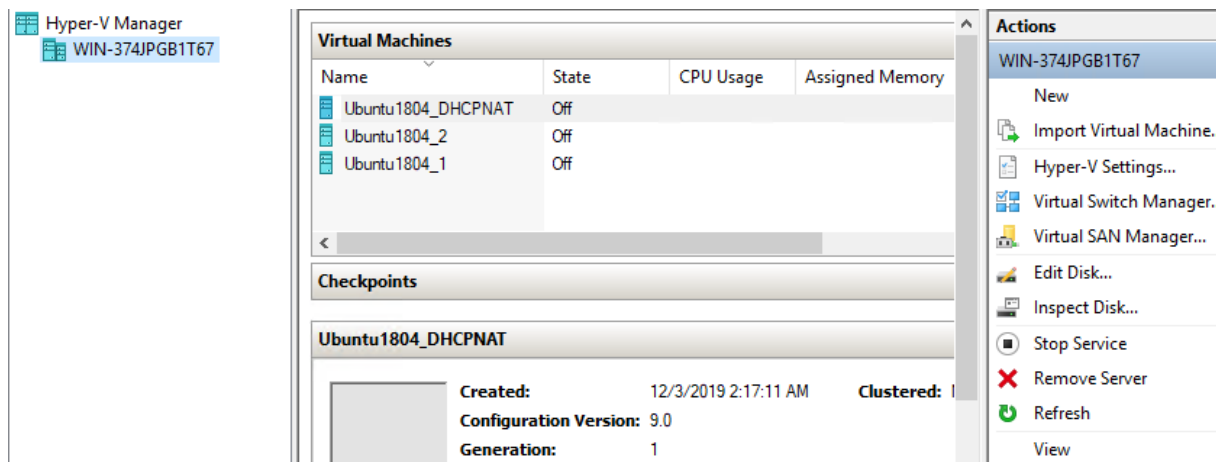 Hyper-V Manager
WIN-374JPGB1T67
Virtual Machines
Name State CPU Usage Assigned Memory
Ubuntu1804_DHCPNAT Off
Ubuntu1804_2 Off
Ubuntu1804_1 Off
Checkpoints
Ubuntu1804_DHCPNAT
Created: 12/3/2019 2:17:11 AM Clustered:
Configuration Version: 9.0
Generation: 1
Actions
WIN-374JPGB1T67
New
Import Virtual Machine.
Hyper-V Settings...
Virtual Switch Manager.
Virtual SAN Manager...
Edit Disk...
Inspect Disk...
Stop Service
Remove Server
Refresh
View